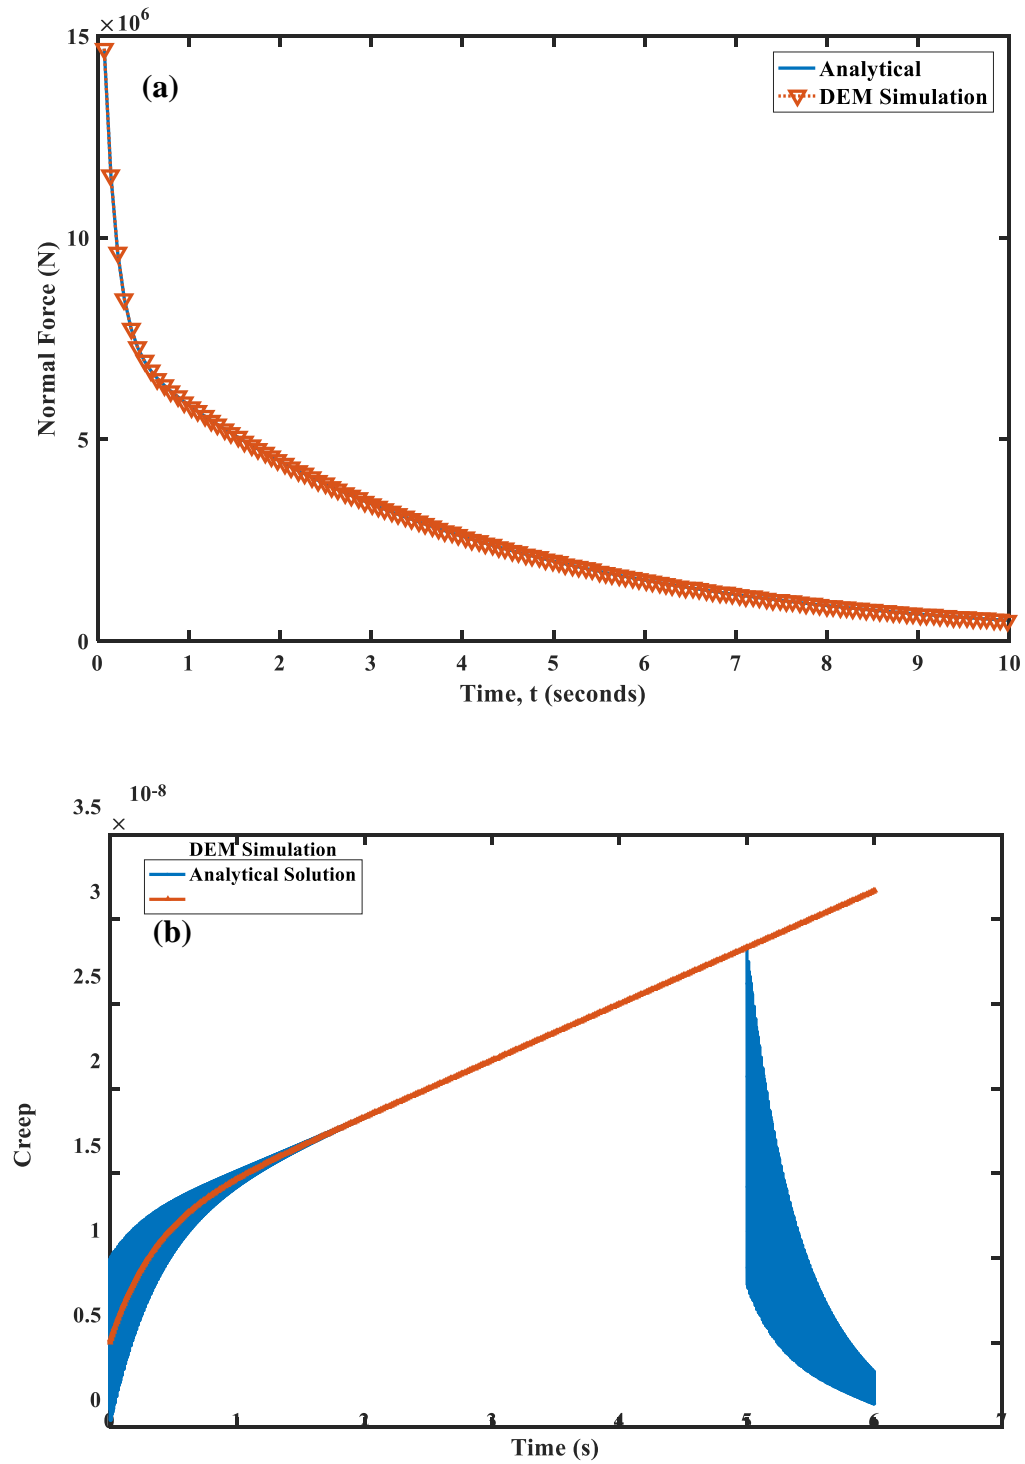 ×10⁶
15
(a)
Analytical
DEM Simulation
10
Normal Force (N)
5
0
0 1 2 3 4 5 6 7 8 9 10
Time, t (seconds)
10⁻⁸
3.5
×
DEM Simulation
Analytical Solution
3
(b)
2.5
2
1.5
Creep
1
0.5
0
0 1 2 3 4 5 6 7
Time (s)